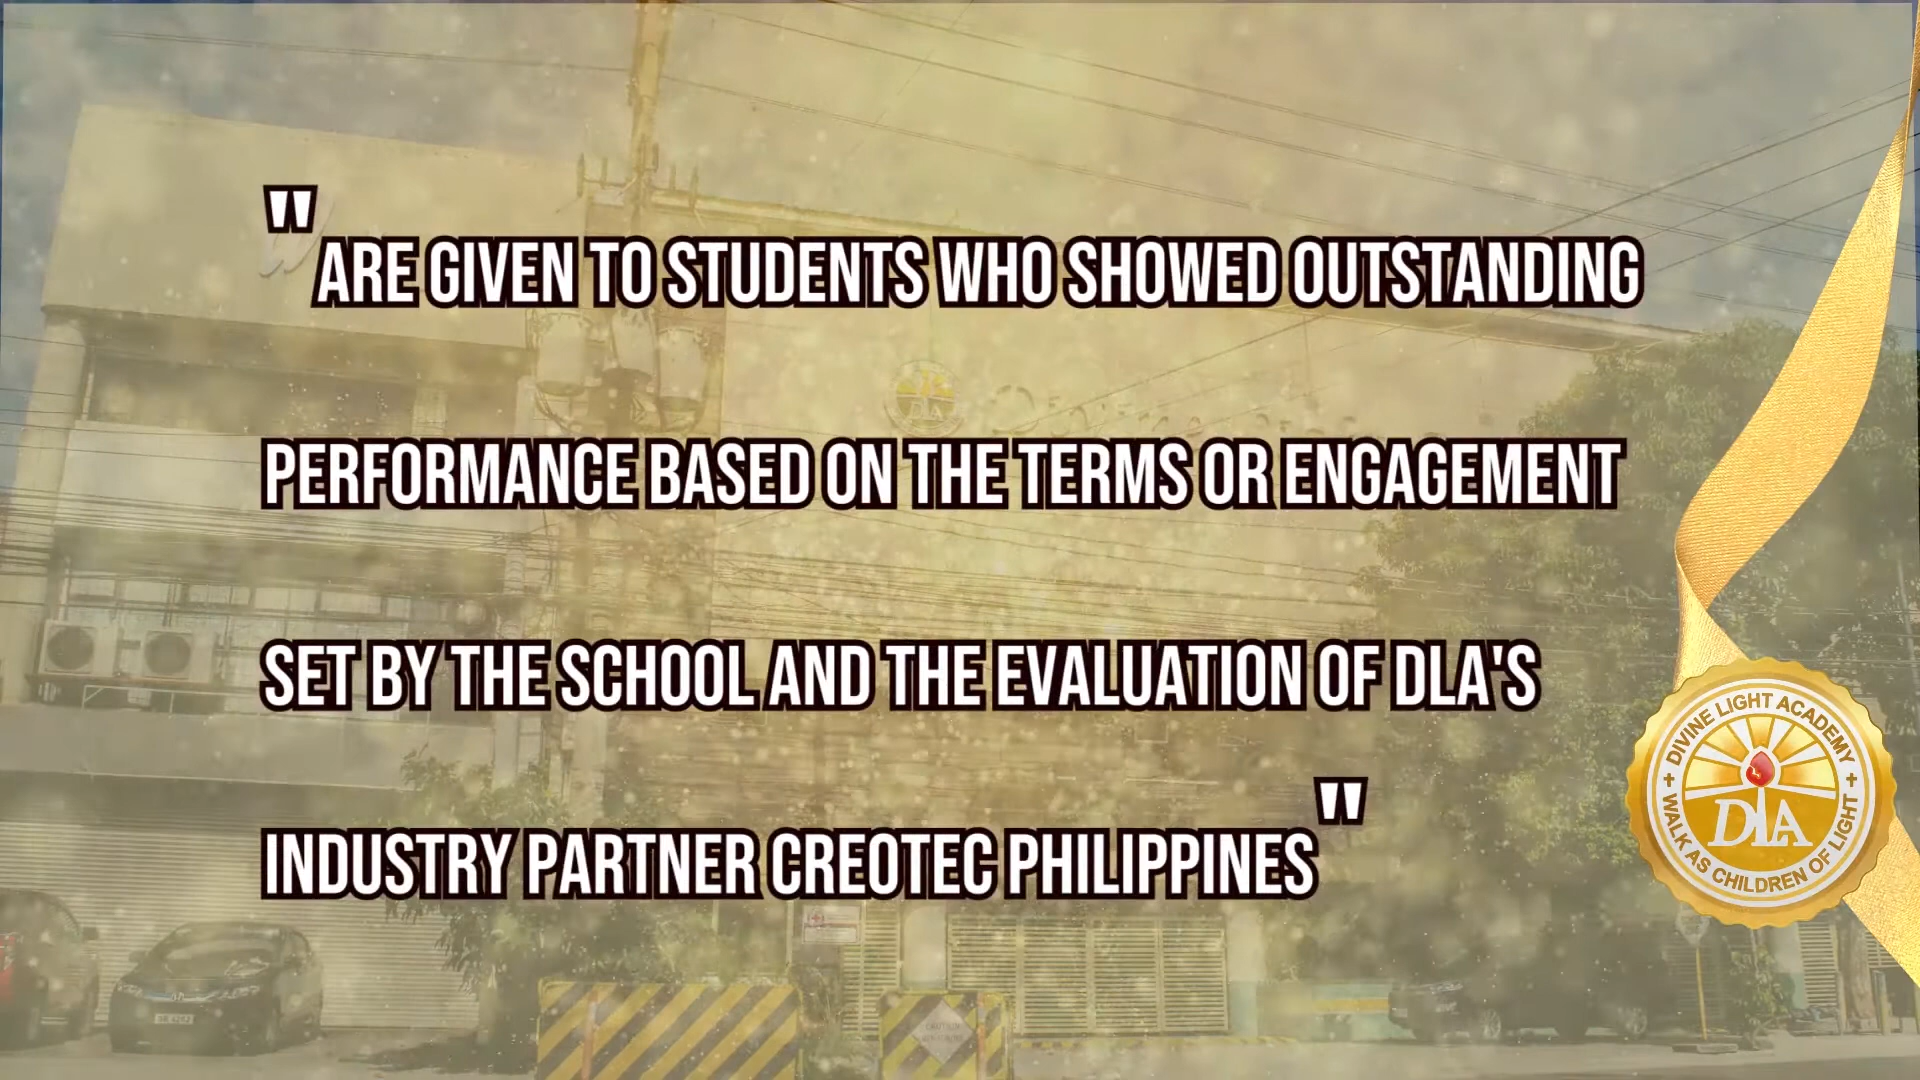 "ARE GIVEN TO STUDENTS WHO SHOWED OUTSTANDING
PERFORMANCE BASED ON THE TERMS OR ENGAGEMENT
SET BY THE SCHOOL AND THE EVALUATION OF DLA'S
INDUSTRY PARTNER CREOTEC PHILIPPINES"
DIVINE LIGHT ACADEMY
DLA
WALK AS CHILDREN OF LIGHT